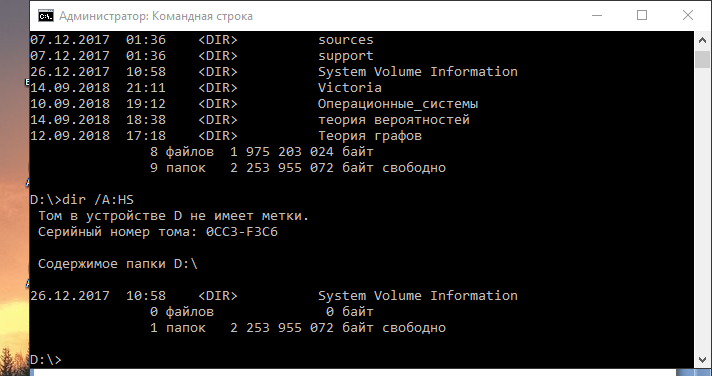 Администратор: Командная строка
07.12.2017 01:36 <DIR> sources
07.12.2017 01:36 <DIR> support
26.12.2017 10:58 <DIR> System Volume Information
14.09.2018 21:11 <DIR> Victoria
10.09.2018 19:12 <DIR> Операционные_системы
14.09.2018 18:38 <DIR> теория вероятностей
12.09.2018 17:18 <DIR> Теория графов
8 файлов 1 975 203 024 байт
9 папок 2 253 955 072 байт свободно
D:\>dir /A:HS
Том в устройстве D не имеет метки.
Серийный номер тома: 0CC3-F3C6
Содержимое папки D:\
26.12.2017 10:58 <DIR> System Volume Information
0 файлов 0 байт
1 папок 2 253 955 072 байт свободно
D:\>